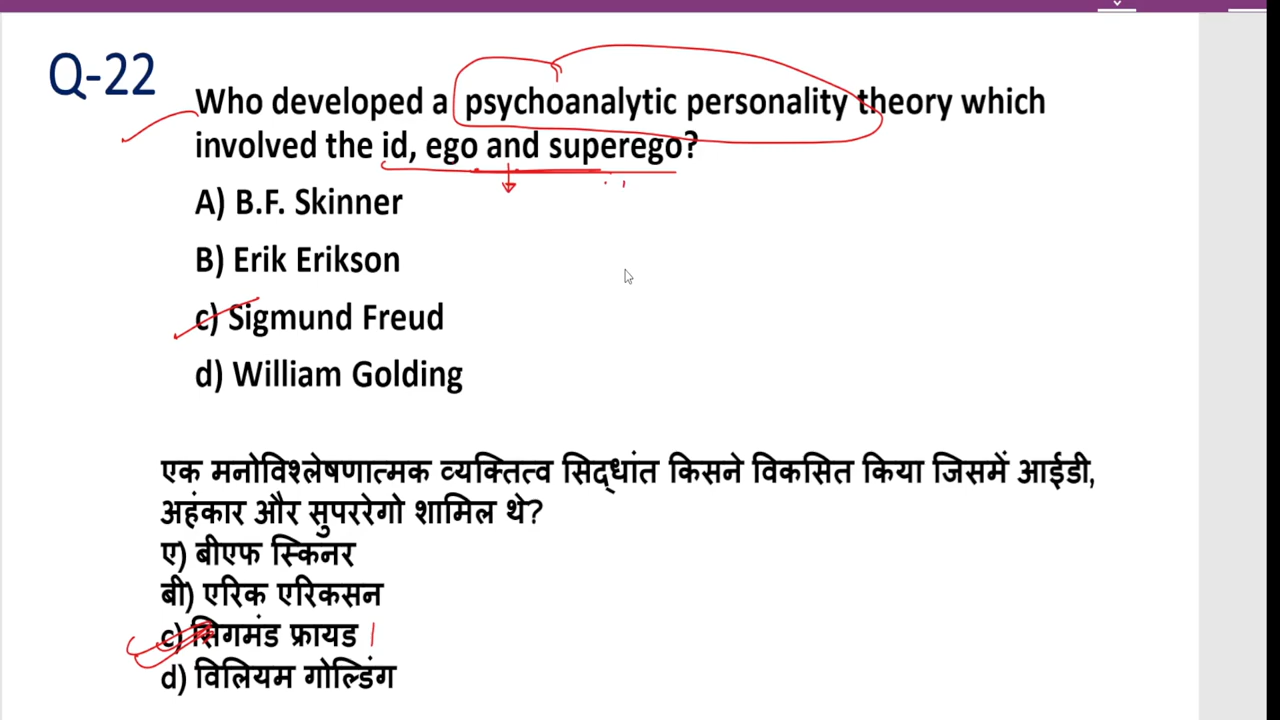 Q-22
Who developed a psychoanalytic personality theory which
involved the id, ego and superego?
A) B.F. Skinner
B) Erik Erikson
c) Sigmund Freud
d) William Golding
एक मनोविश्लेषणात्मक व्यक्तित्व सिद्धांत किसने विकसित किया जिसमें आईडी,
अहंकार और सुपररेगो शामिल थे?
ए) बीएफ स्किनर
बी) एरिक एरिकसन
c) सिगमंड फ्रायड
d) विलियम गोल्डिंग